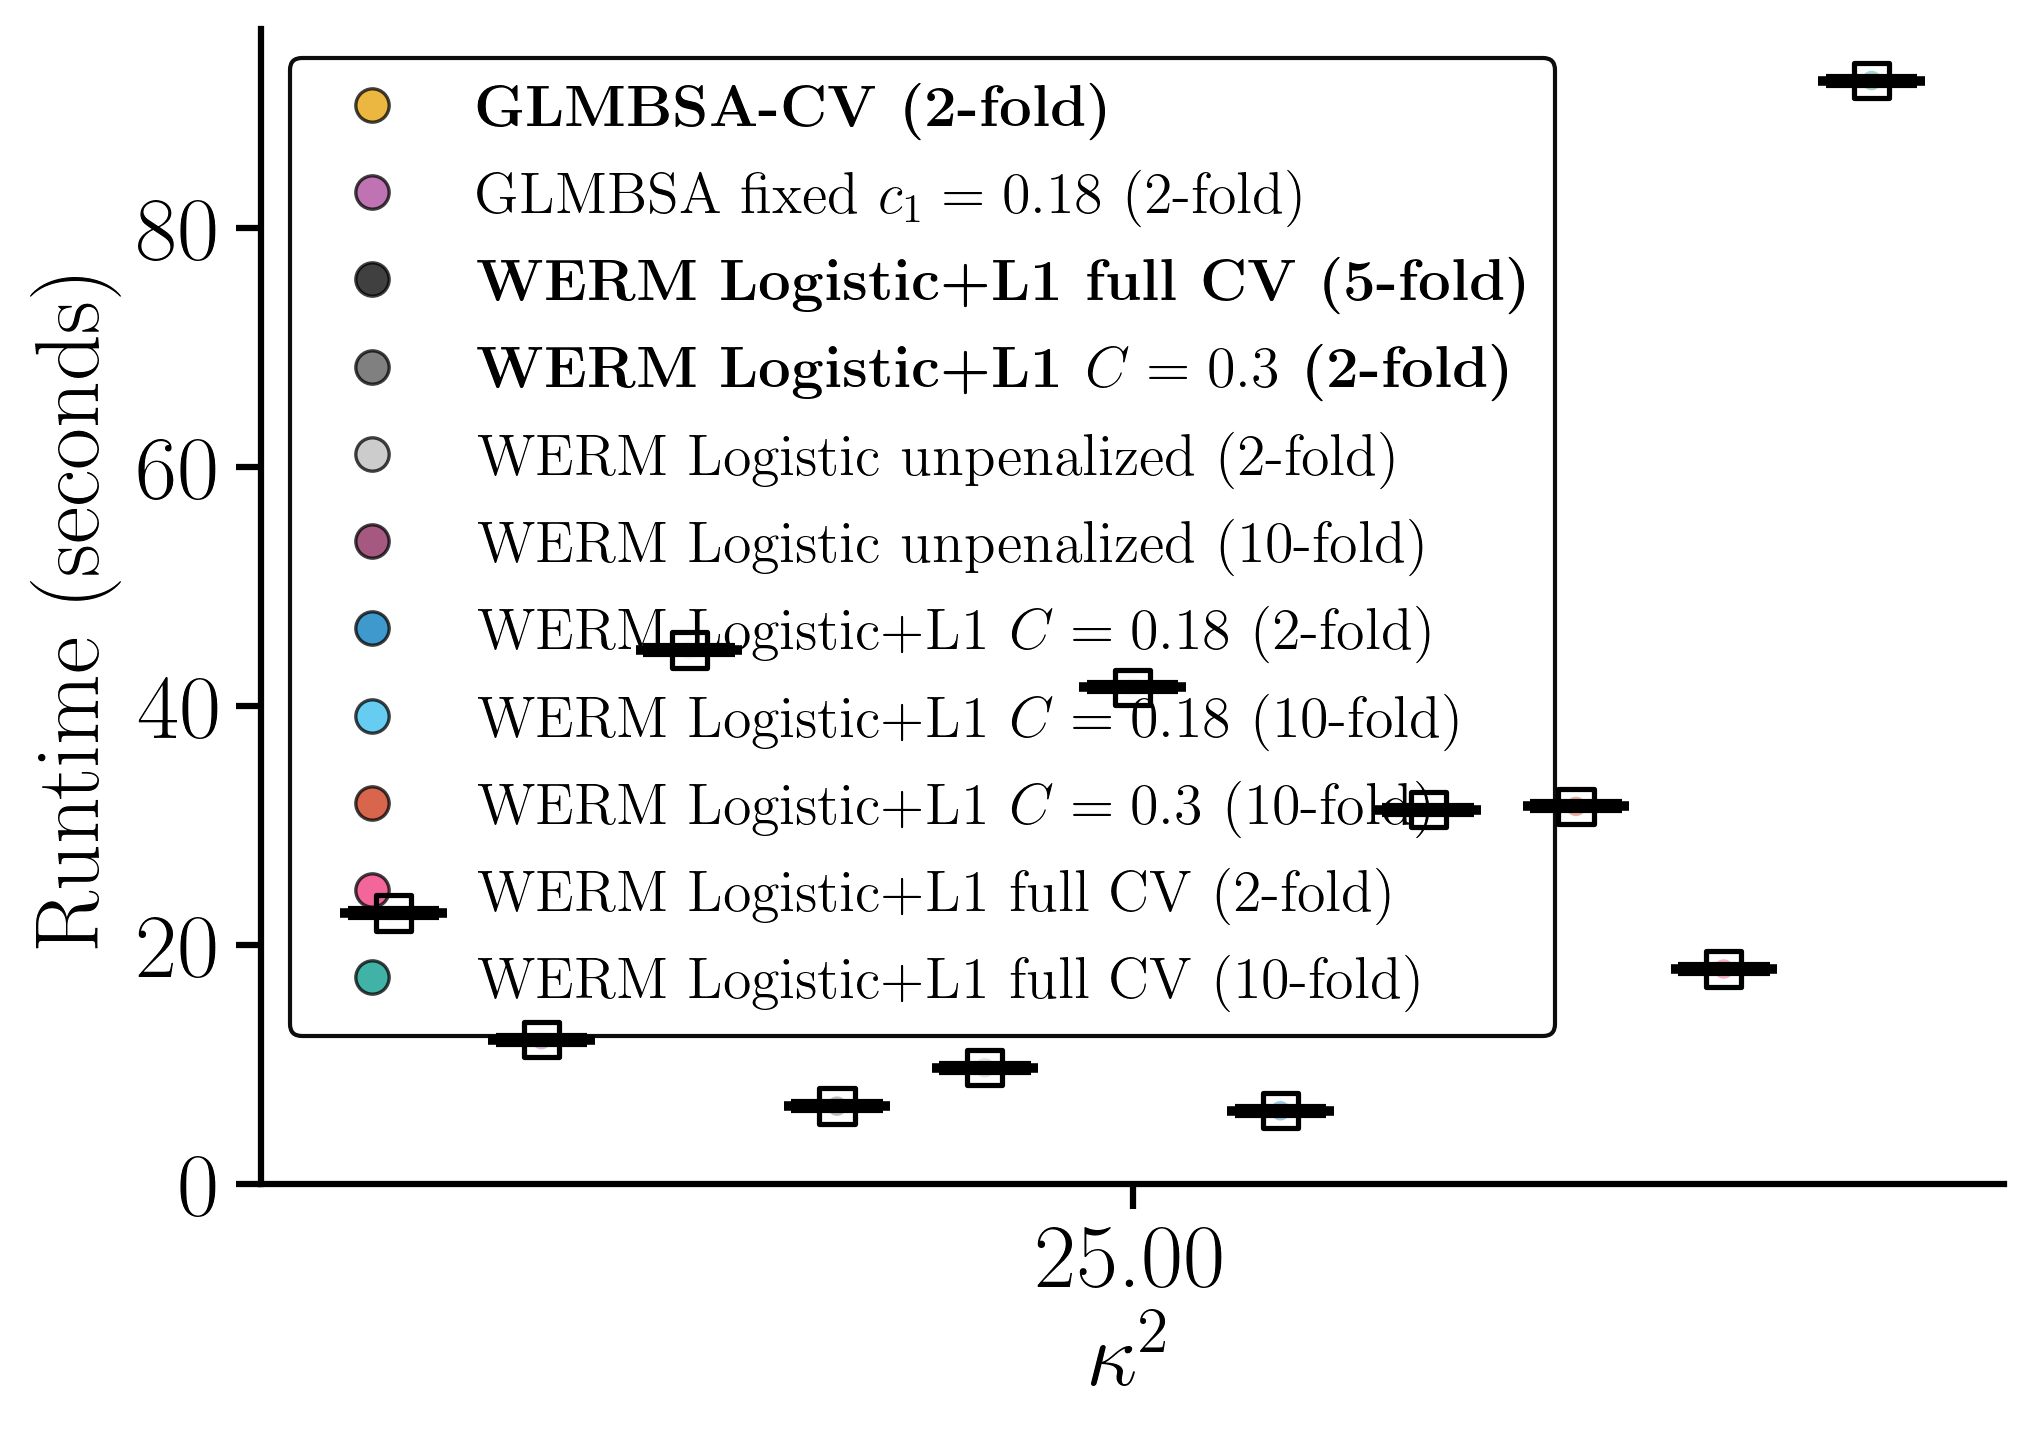 GLMBSA-CV (2-fold)
GLMBSA fixed c₁ = 0.18 (2-fold)
WERM Logistic+L1 full CV (5-fold)
WERM Logistic+L1 C = 0.3 (2-fold)
WERM Logistic unpenalized (2-fold)
WERM Logistic unpenalized (10-fold)
WERM Logistic+L1 C = 0.18 (2-fold)
WERM Logistic+L1 C = 0.18 (10-fold)
WERM Logistic+L1 C = 0.3 (10-fold)
WERM Logistic+L1 full CV (2-fold)
WERM Logistic+L1 full CV (10-fold)
Runtime (seconds)
80
60
40
20
0
25.00
κ²